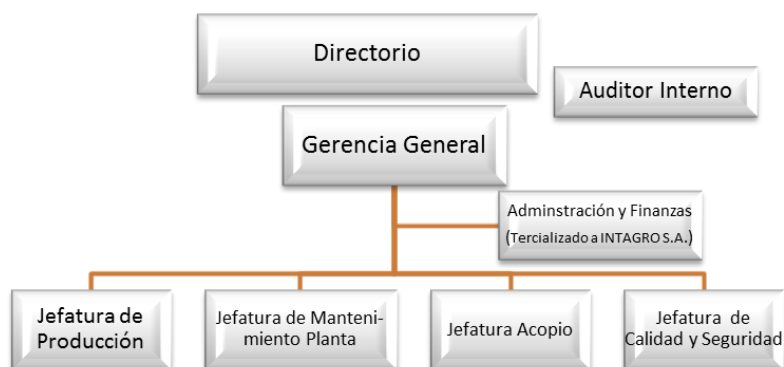 Directorio
Auditor Interno
Gerencia General
Adminstración y Finanzas
(Tercializado a INTAGRO S.A.)
Jefatura de
Producción
Jefatura de Manteni-
miento Planta
Jefatura Acopio
Jefatura de
Calidad y Seguridad